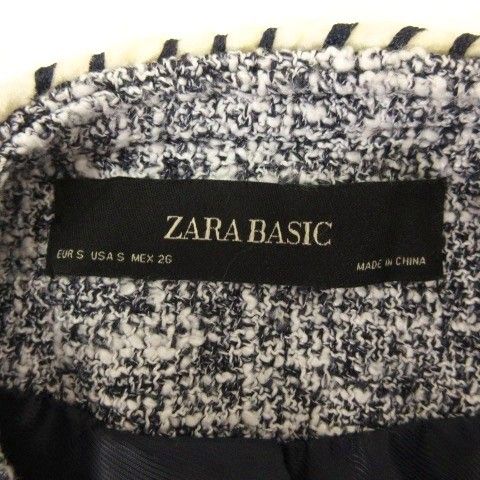 ZARA BASIC
EUR S USA S MEX 26
MADE IN CHINA